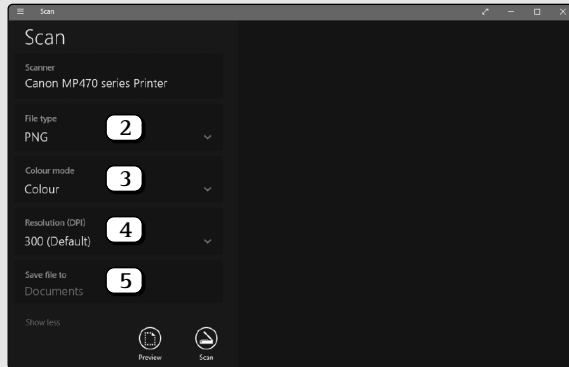 Scan
Scan
Scanner
Canon MP470 series Printer
File type
PNG
2
Colour mode
Colour
3
Resolution (DPI)
300 (Default)
4
Save file to
Documents
5
Show less
Preview Scan